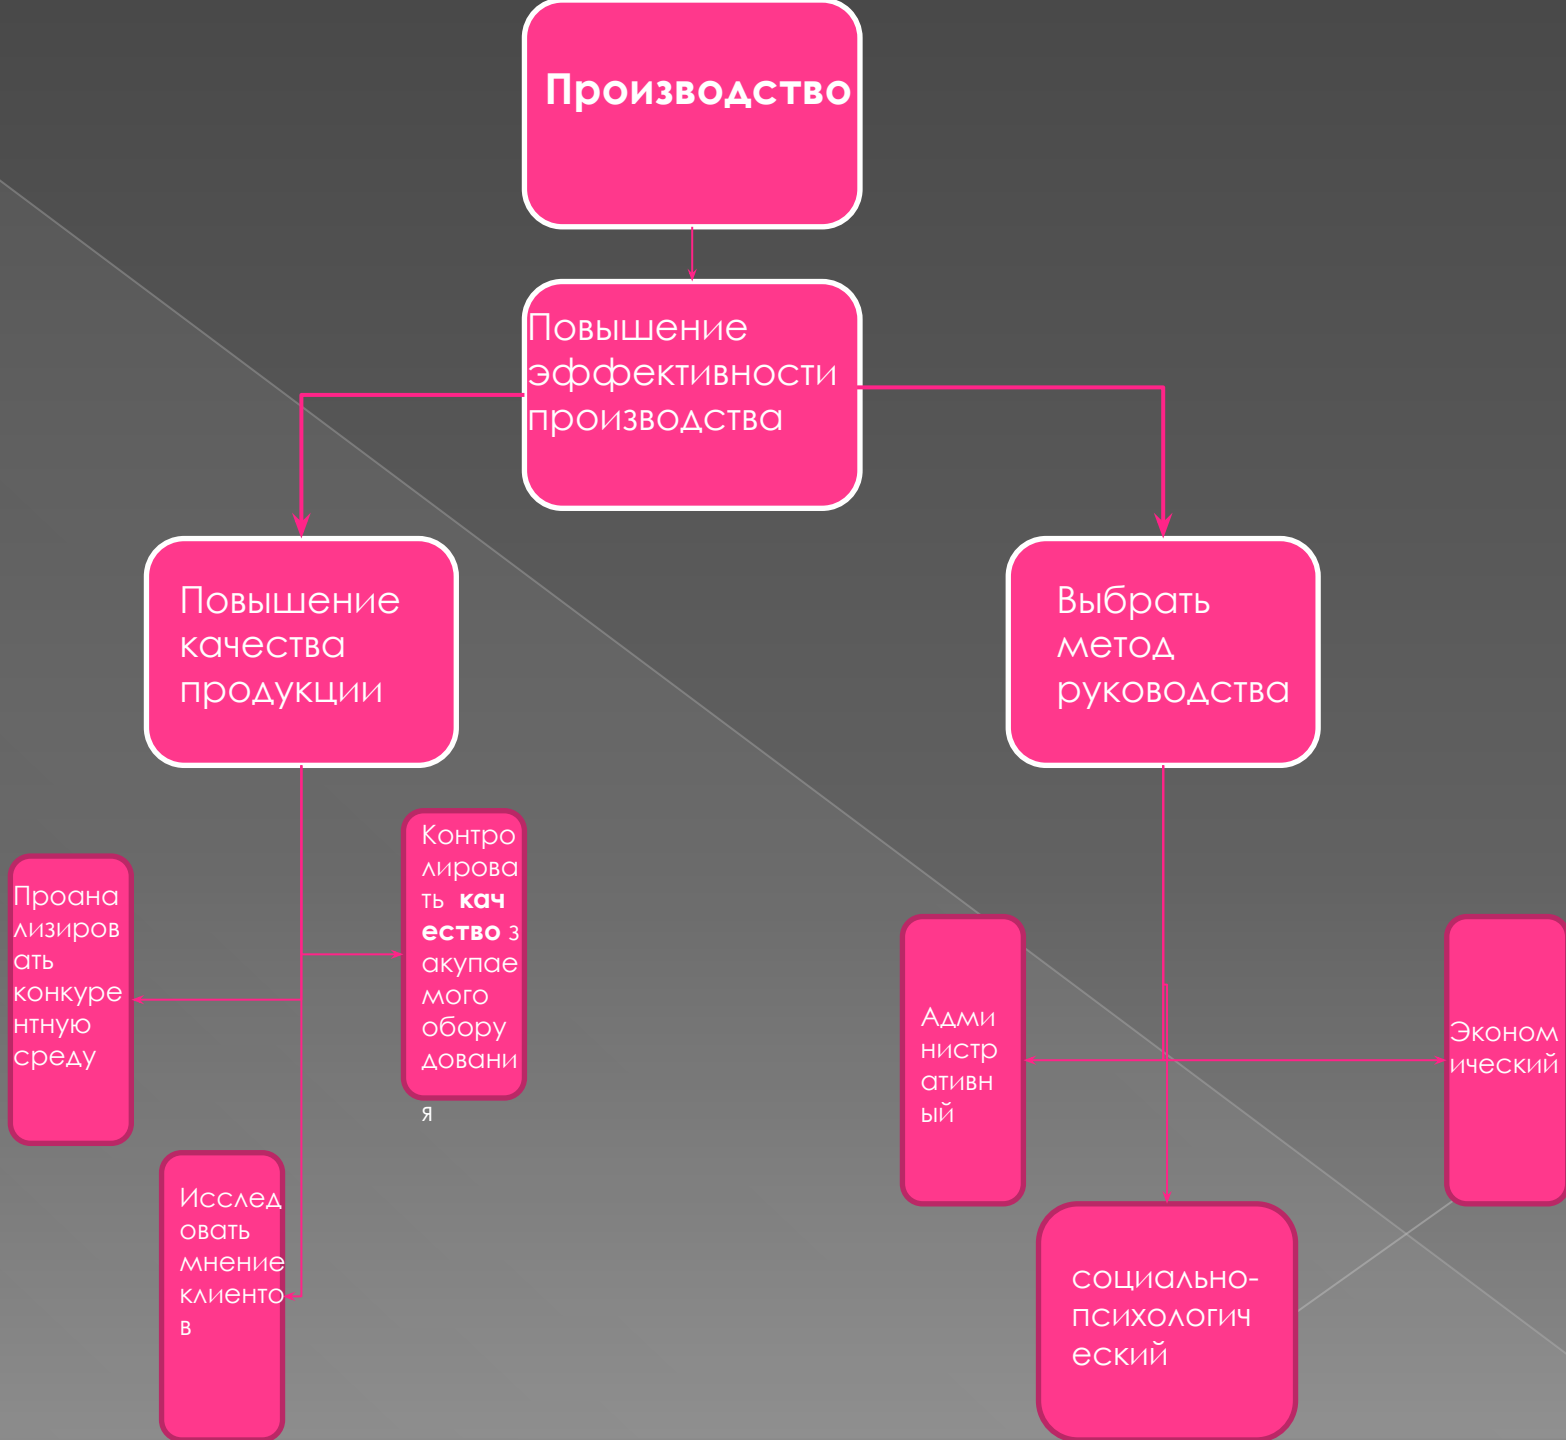 Производство
Повышение
эффективности
производства
Повышение
качества
продукции
Выбрать
метод
руководства
Контро
лирова
ть кач
ество з
акупае
мого
обору
довани
я
Проана
лизиров
ать
конкуре
нтную
среду
Исслед
овать
мнение
клиенто
в
Адми
нистр
ативн
ый
Эконом
ический
социально-
психологич
еский